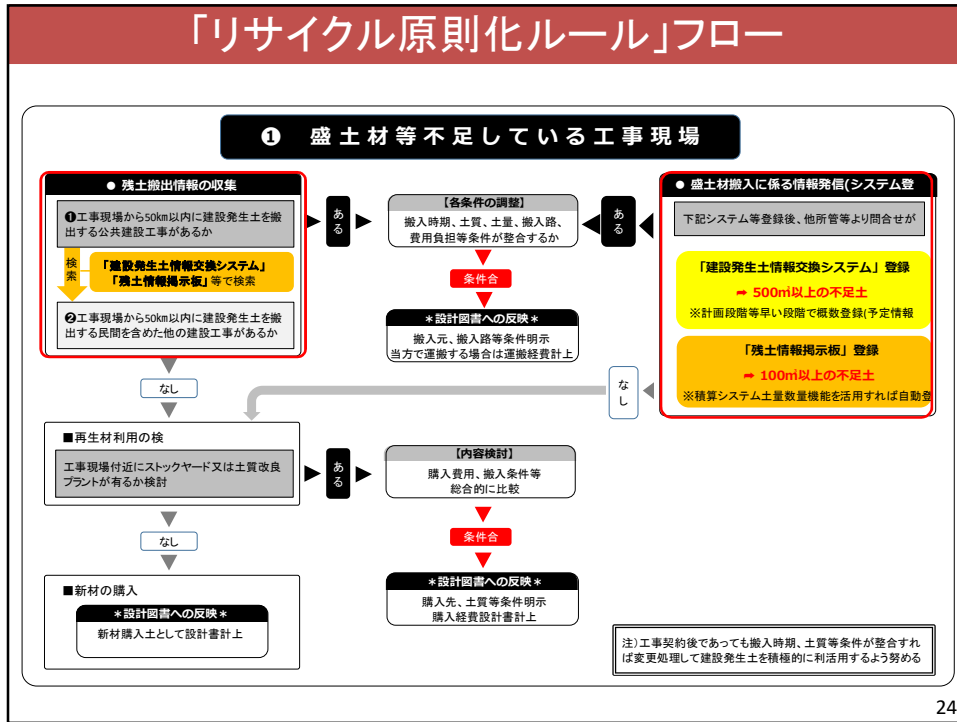 「リサイクル原則化ルール」フロー
❶ 盛土材等不足している工事現場
● 残土搬出情報の収集
❶工事現場から50km以内に建設発生土を搬
出する公共建設工事があるか
検索
「建設発生土情報交換システム」
「残土情報掲示板」等で検索
❷工事現場から50km以内に建設発生土を搬
出する民間を含めた他の建設工事があるか
ある
【各条件の調整】
搬入時期、土質、土量、搬入路、
費用負担等条件が整合するか
条件合
＊設計図書への反映＊
搬入元、搬入路等条件明示
当方で運搬する場合は運搬経費計上
ある
● 盛土材搬入に係る情報発信(システム登
下記システム等登録後、他所管等より問合せが
「建設発生土情報交換システム」登録
➡ 500㎥以上の不足土
※計画段階等早い段階で概数登録(予定情報
「残土情報掲示板」登録
➡ 100㎥以上の不足土
※積算システム土量数量機能を活用すれば自動登
なし
なし
■再生材利用の検
工事現場付近にストックヤード又は土質改良
プラントが有るか検討
ある
【内容検討】
購入費用、搬入条件等
総合的に比較
条件合
＊設計図書への反映＊
購入先、土質等条件明示
購入経費設計書計上
なし
■新材の購入
＊設計図書への反映＊
新材購入土として設計書計上
注）工事契約後であっても搬入時期、土質等条件が整合すれ
ば変更処理して建設発生土を積極的に利活用するよう努める
24